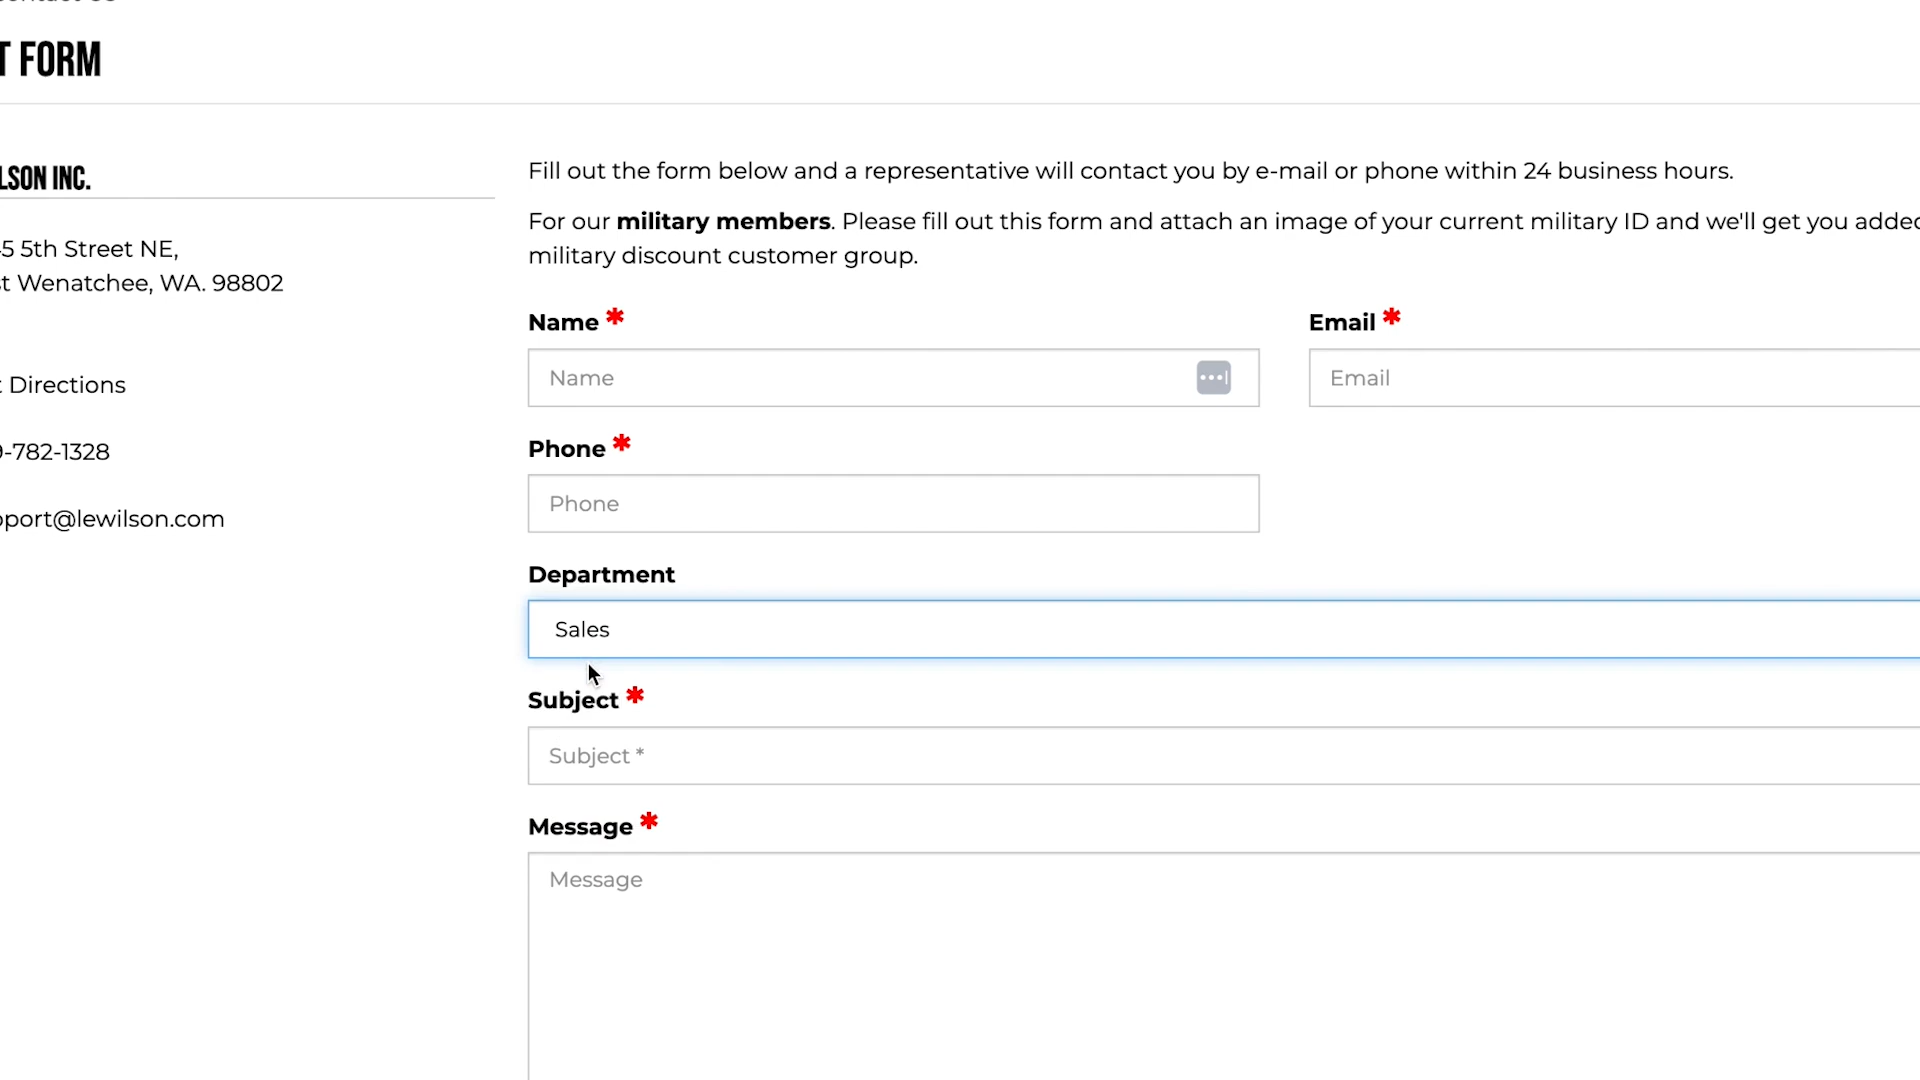 T FORM
LSON INC.
5 5th Street NE,
t Wenatchee, WA. 98802
Directions
-782-1328
port@lewilson.com
Fill out the form below and a representative will contact you by e-mail or phone within 24 business hours.
For our military members. Please fill out this form and attach an image of your current military ID and we'll get you added
military discount customer group.
Name *
Name
Email *
Email
Phone *
Phone
Department
Sales
Subject *
Subject *
Message *
Message